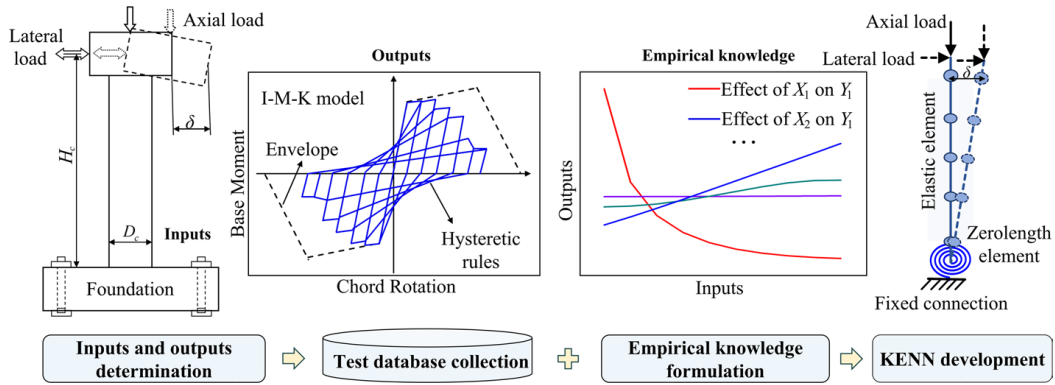 Axial load
Lateral
load
δ
H_c
D_c
Inputs
Foundation
Outputs
I-M-K model
Envelope
Base Moment
Hysteretic
rules
Chord Rotation
Empirical knowledge
Effect of X₁ on Y₁
Effect of X₂ on Y₁
...
Outputs
Inputs
Axial load
Lateral load
δ
Elastic element
Zerolength
element
Fixed connection
Inputs and outputs
determination
Test database collection
Empirical knowledge
formulation
KENN development